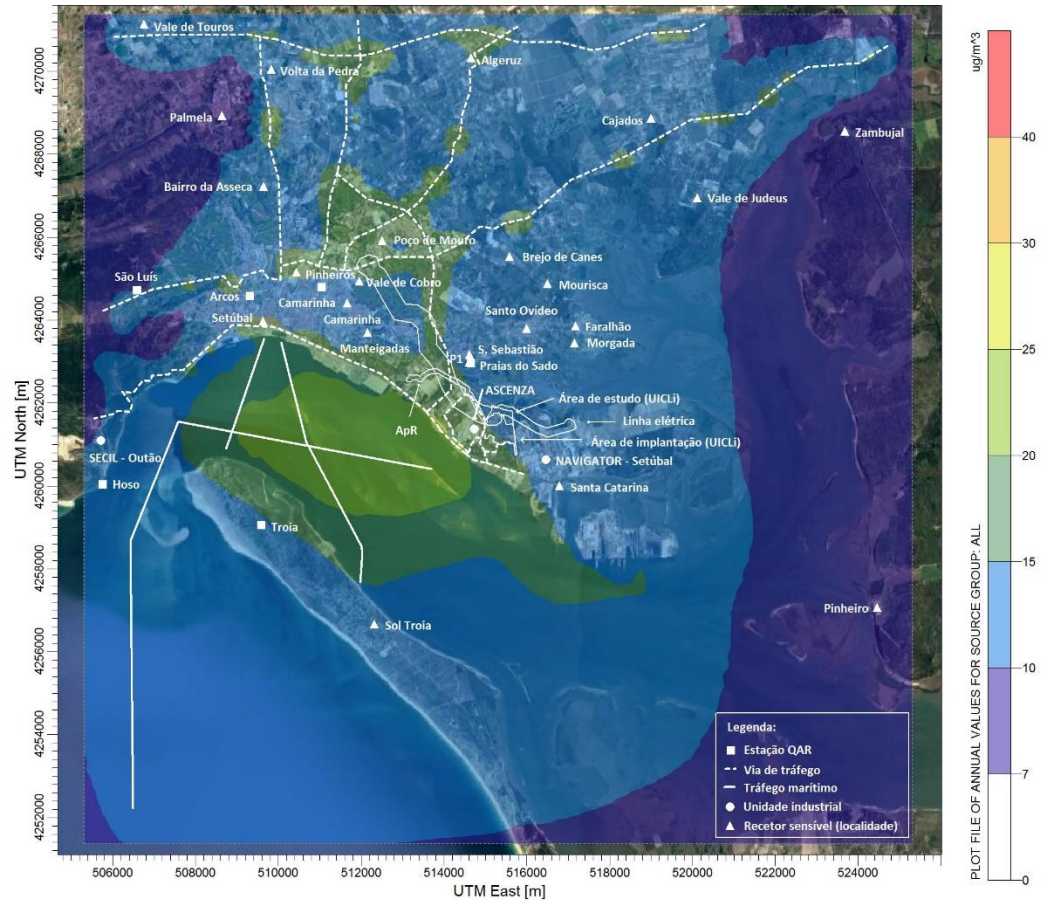 ug/m^3
Vale de Touros
Volta da Pedra
Algeruz
Palmela
Cajados
Zambujal
Bairro da Asseca
Vale de Judeus
Poço de Mouro
Brejo de Canes
São Luís
Pinheiros
Vale de Cobro
Mourisca
Arcos
Camarinha
Santo Ovídeo
Setúbal
Camarinha
Faralhão
Manteigadas
Morgada
S. Sebastião
P1
Praias do Sado
ASCENZA
Área de estudo (UICLi)
Linha elétrica
ApR
Área de implantação (UICLi)
SECIL - Outão
NAVIGATOR - Setúbal
Hoso
Santa Catarina
Troia
Pinheiro
Sol Troia
Legenda:
Estação QAR
Via de tráfego
Tráfego marítimo
Unidade industrial
Recetor sensível (localidade)
UTM North [m]
4270000
4268000
4266000
4264000
4262000
4260000
4258000
4256000
4254000
4252000
506000 508000 510000 512000 514000 516000 518000 520000 522000 524000
UTM East [m]
PLOT FILE OF ANNUAL VALUES FOR SOURCE GROUP: ALL
40
30
25
20
15
10
7
0